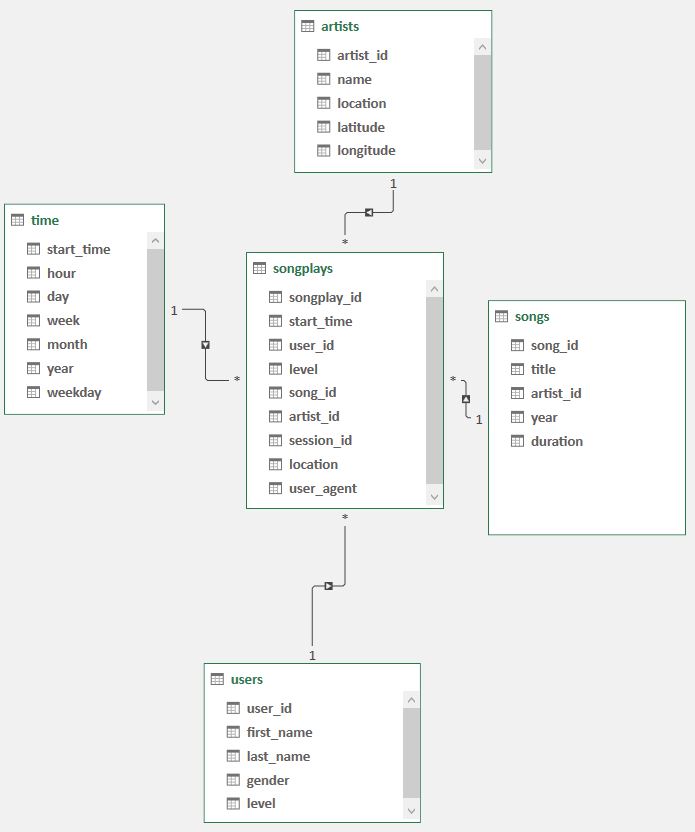 artists
artist_id
name
location
latitude
longitude
1
*
time
start_time
hour
day
week
month
year
weekday
1
*
songplays
songplay_id
start_time
user_id
level
song_id
artist_id
session_id
location
user_agent
*
1
songs
song_id
title
artist_id
year
duration
*
1
users
user_id
first_name
last_name
gender
level